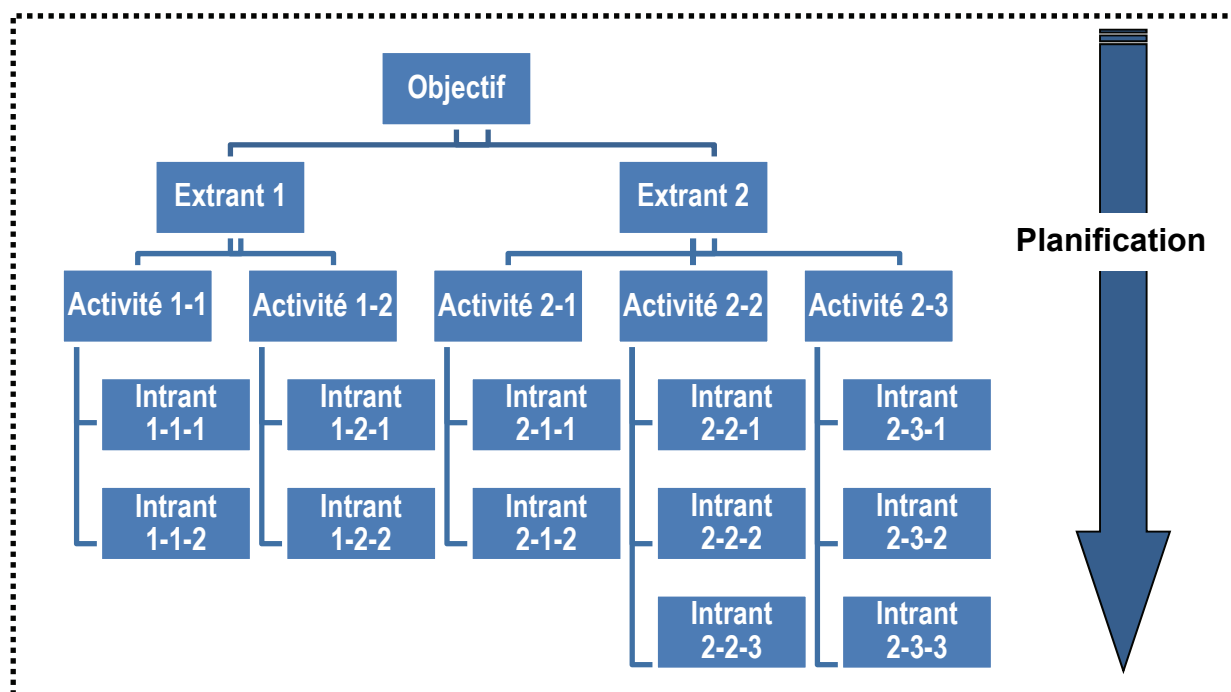 Objectif
Extrant 1
Extrant 2
Planification
Activité 1-1
Activité 1-2
Activité 2-1
Activité 2-2
Activité 2-3
Intrant
1-1-1
Intrant
1-2-1
Intrant
2-1-1
Intrant
2-2-1
Intrant
2-3-1
Intrant
1-1-2
Intrant
1-2-2
Intrant
2-1-2
Intrant
2-2-2
Intrant
2-3-2
Intrant
2-2-3
Intrant
2-3-3